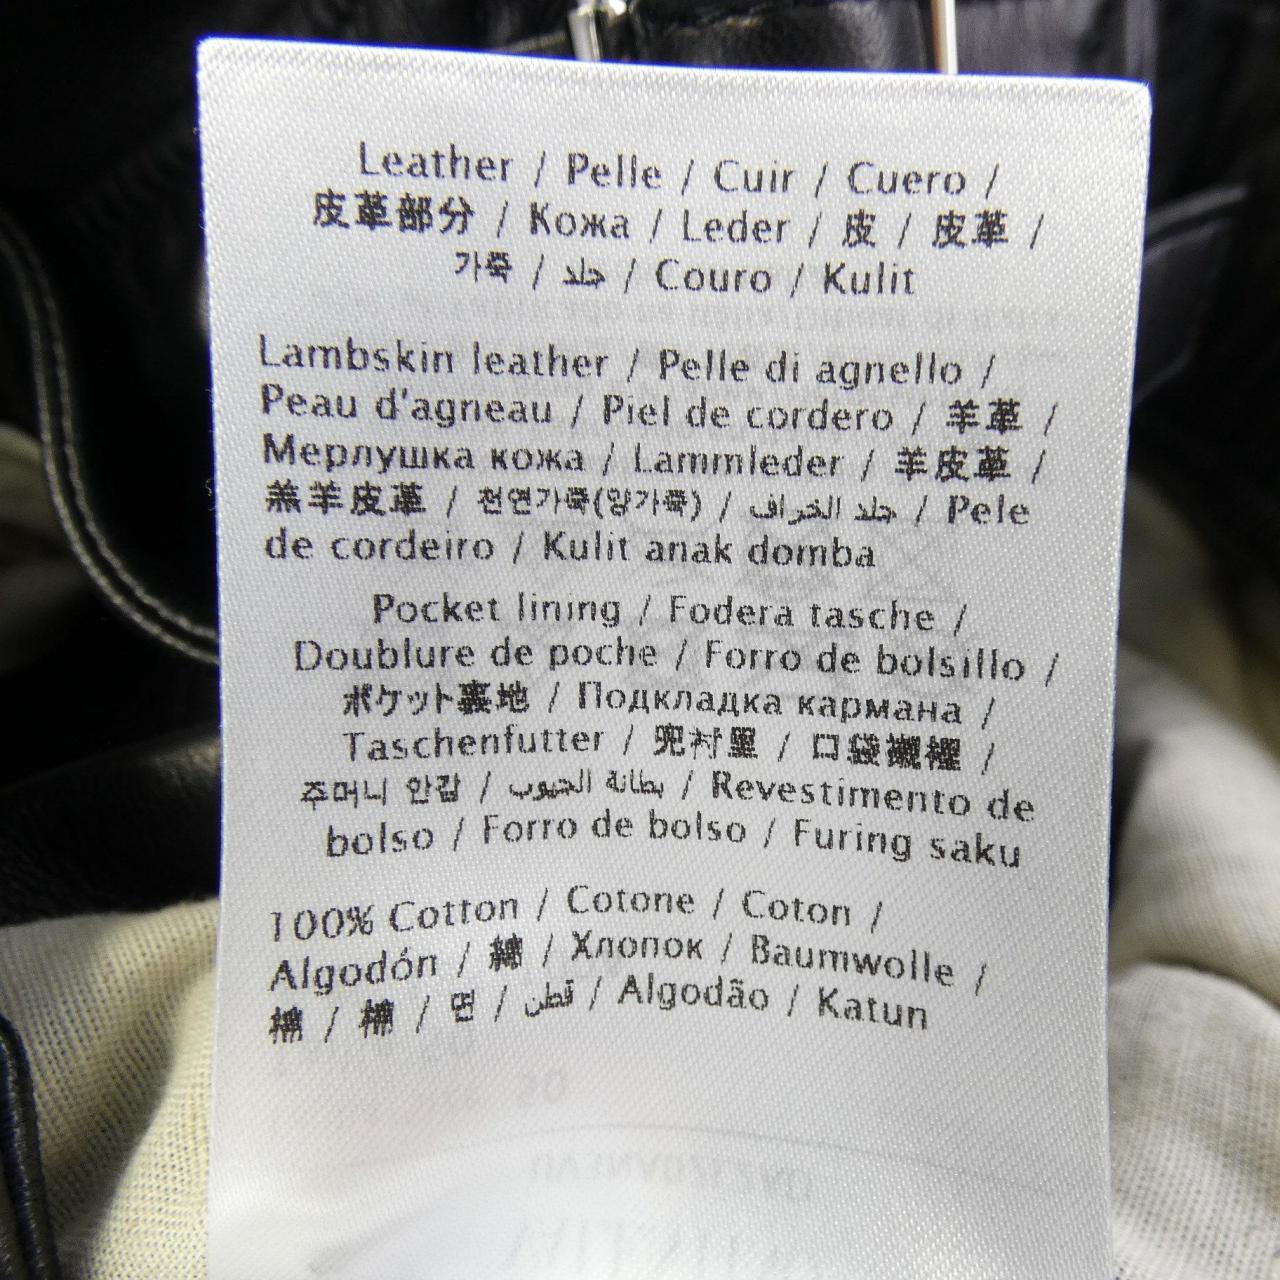 Leather / Pelle / Cuir / Cuero /
皮革部分 / Кожа / Leder / 皮 / 皮革 /
가죽 / جلد / Couro / Kulit
Lambskin leather / Pelle di agnello /
Peau d'agneau / Piel de cordero / 羊革 /
Мерлушка кожа / Lammleder / 羊皮革 /
羔羊皮革 / 천연가죽(양가죽) / جلد الخراف / Pele
de cordeiro / Kulit anak domba
Pocket lining / Fodera tasche /
Doublure de poche / Forro de bolsillo /
ポケット裏地 / Подкладка кармана /
Taschenfutter / 兜衬里 / 口袋襯裡 /
주머니 안감 / بطانة الجيوب / Revestimento de
bolso / Forro de bolso / Furing saku
100% Cotton / Cotone / Coton /
Algodón / 綿 / Хлопок / Baumwolle /
棉 / 棉 / 면 / قطن / Algodão / Katun